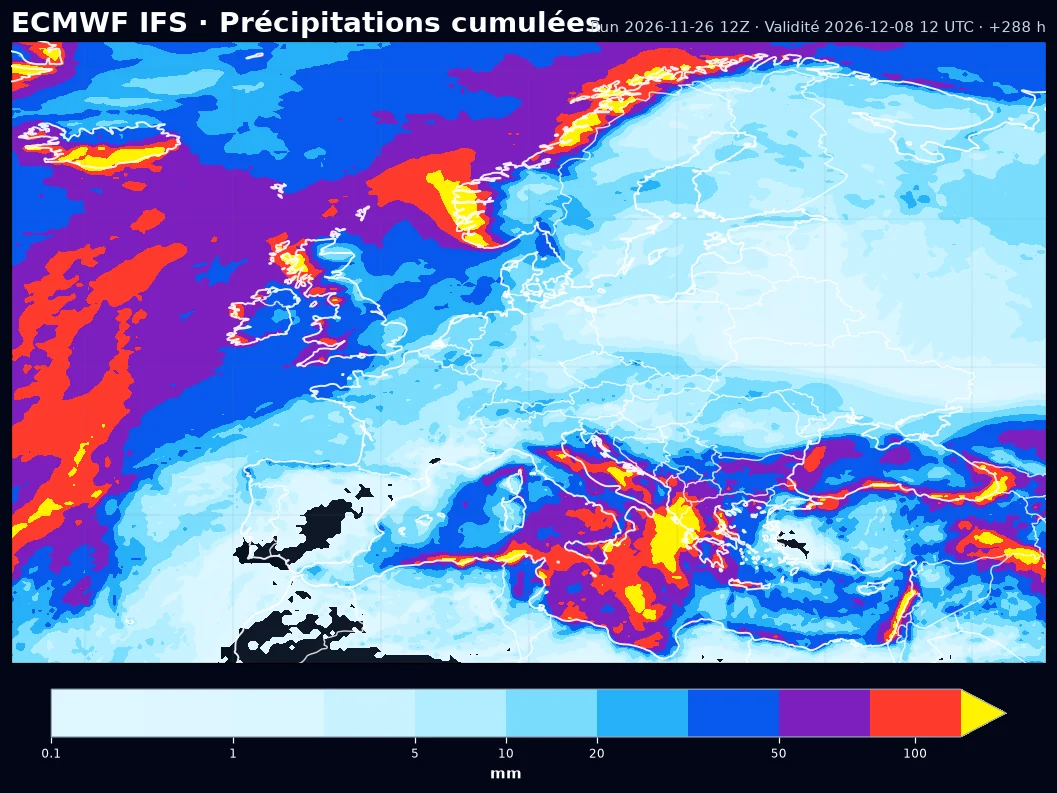 ECMWF IFS · Précipitations cumulées
Run 2026-11-26 12Z · Validité 2026-12-08 12 UTC · +288 h
0.1 1 5 10 20 50 100
mm